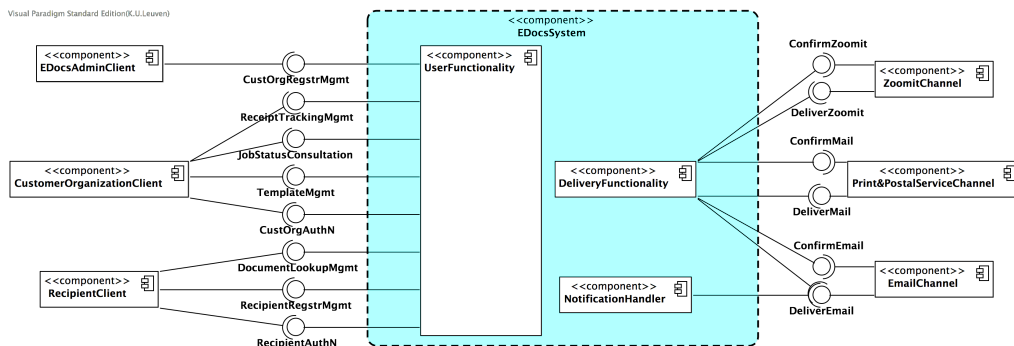 Visual Paradigm Standard Edition(K.U.Leuven)
<<component>>
EDocsSystem
<<component>>
EDocsAdminClient
CustOrgRegstrMgmt
<<component>>
UserFunctionality
ConfirmZoomit
<<component>>
ZoomitChannel
DeliverZoomit
ReceiptTrackingMgmt
JobStatusConsultation
<<component>>
CustomerOrganizationClient
TemplateMgmt
CustOrgAuthN
<<component>>
DeliveryFunctionality
ConfirmMail
<<component>>
Print&PostalServiceChannel
DeliverMail
DocumentLookupMgmt
<<component>>
RecipientClient
RecipientRegstrMgmt
RecipientAuthN
<<component>>
NotificationHandler
ConfirmEmail
<<component>>
EmailChannel
DeliverEmail